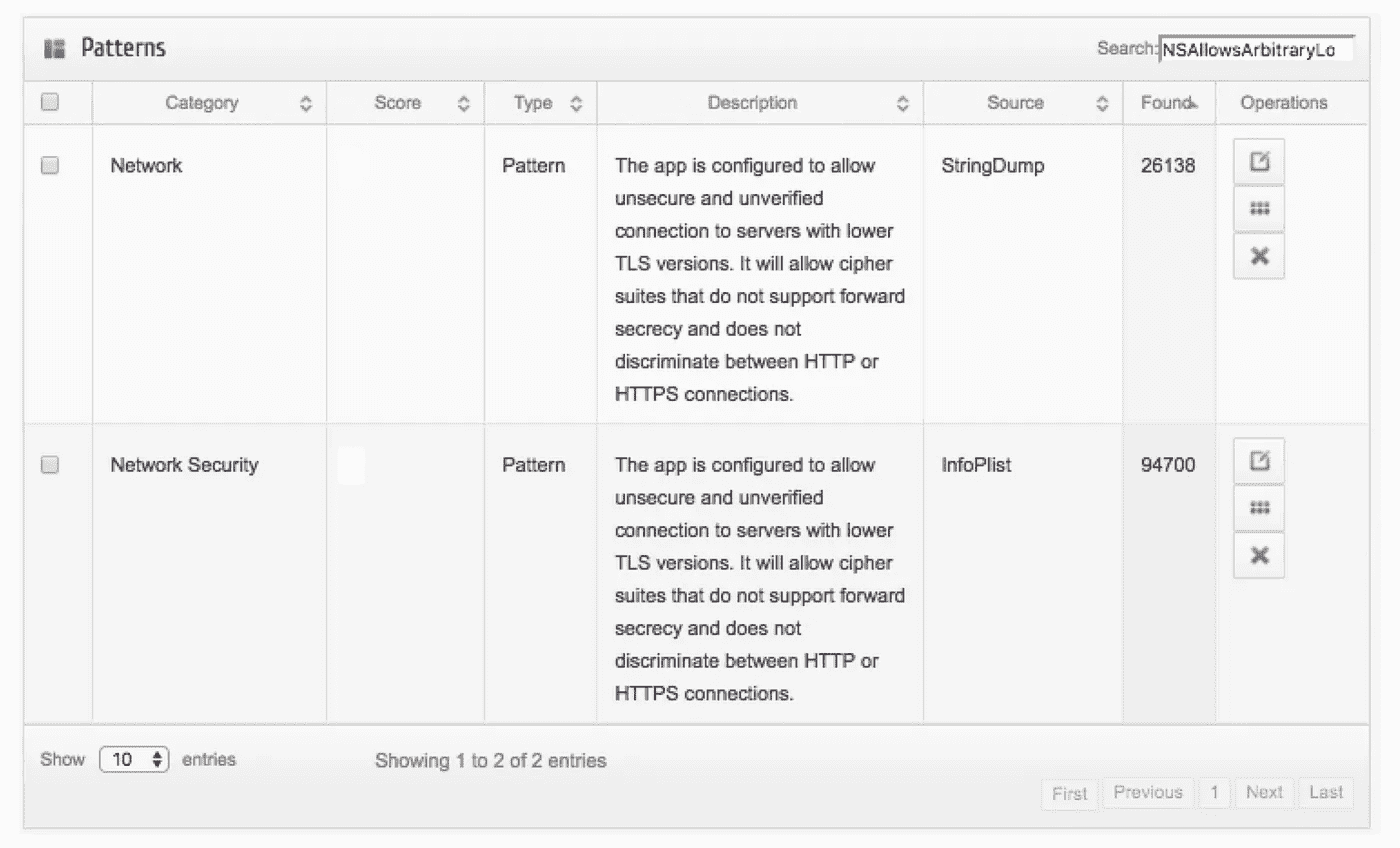 Patterns
Search: NSAllowsArbitraryLo
Category Score Type Description Source Found Operations
Network Pattern The app is configured to allow StringDump 26138
unsecure and unverified
connection to servers with lower
TLS versions. It will allow cipher
suites that do not support forward
secrecy and does not
discriminate between HTTP or
HTTPS connections.
Network Security Pattern The app is configured to allow InfoPlist 94700
unsecure and unverified
connection to servers with lower
TLS versions. It will allow cipher
suites that do not support forward
secrecy and does not
discriminate between HTTP or
HTTPS connections.
Show 10 entries Showing 1 to 2 of 2 entries
First Previous 1 Next Last